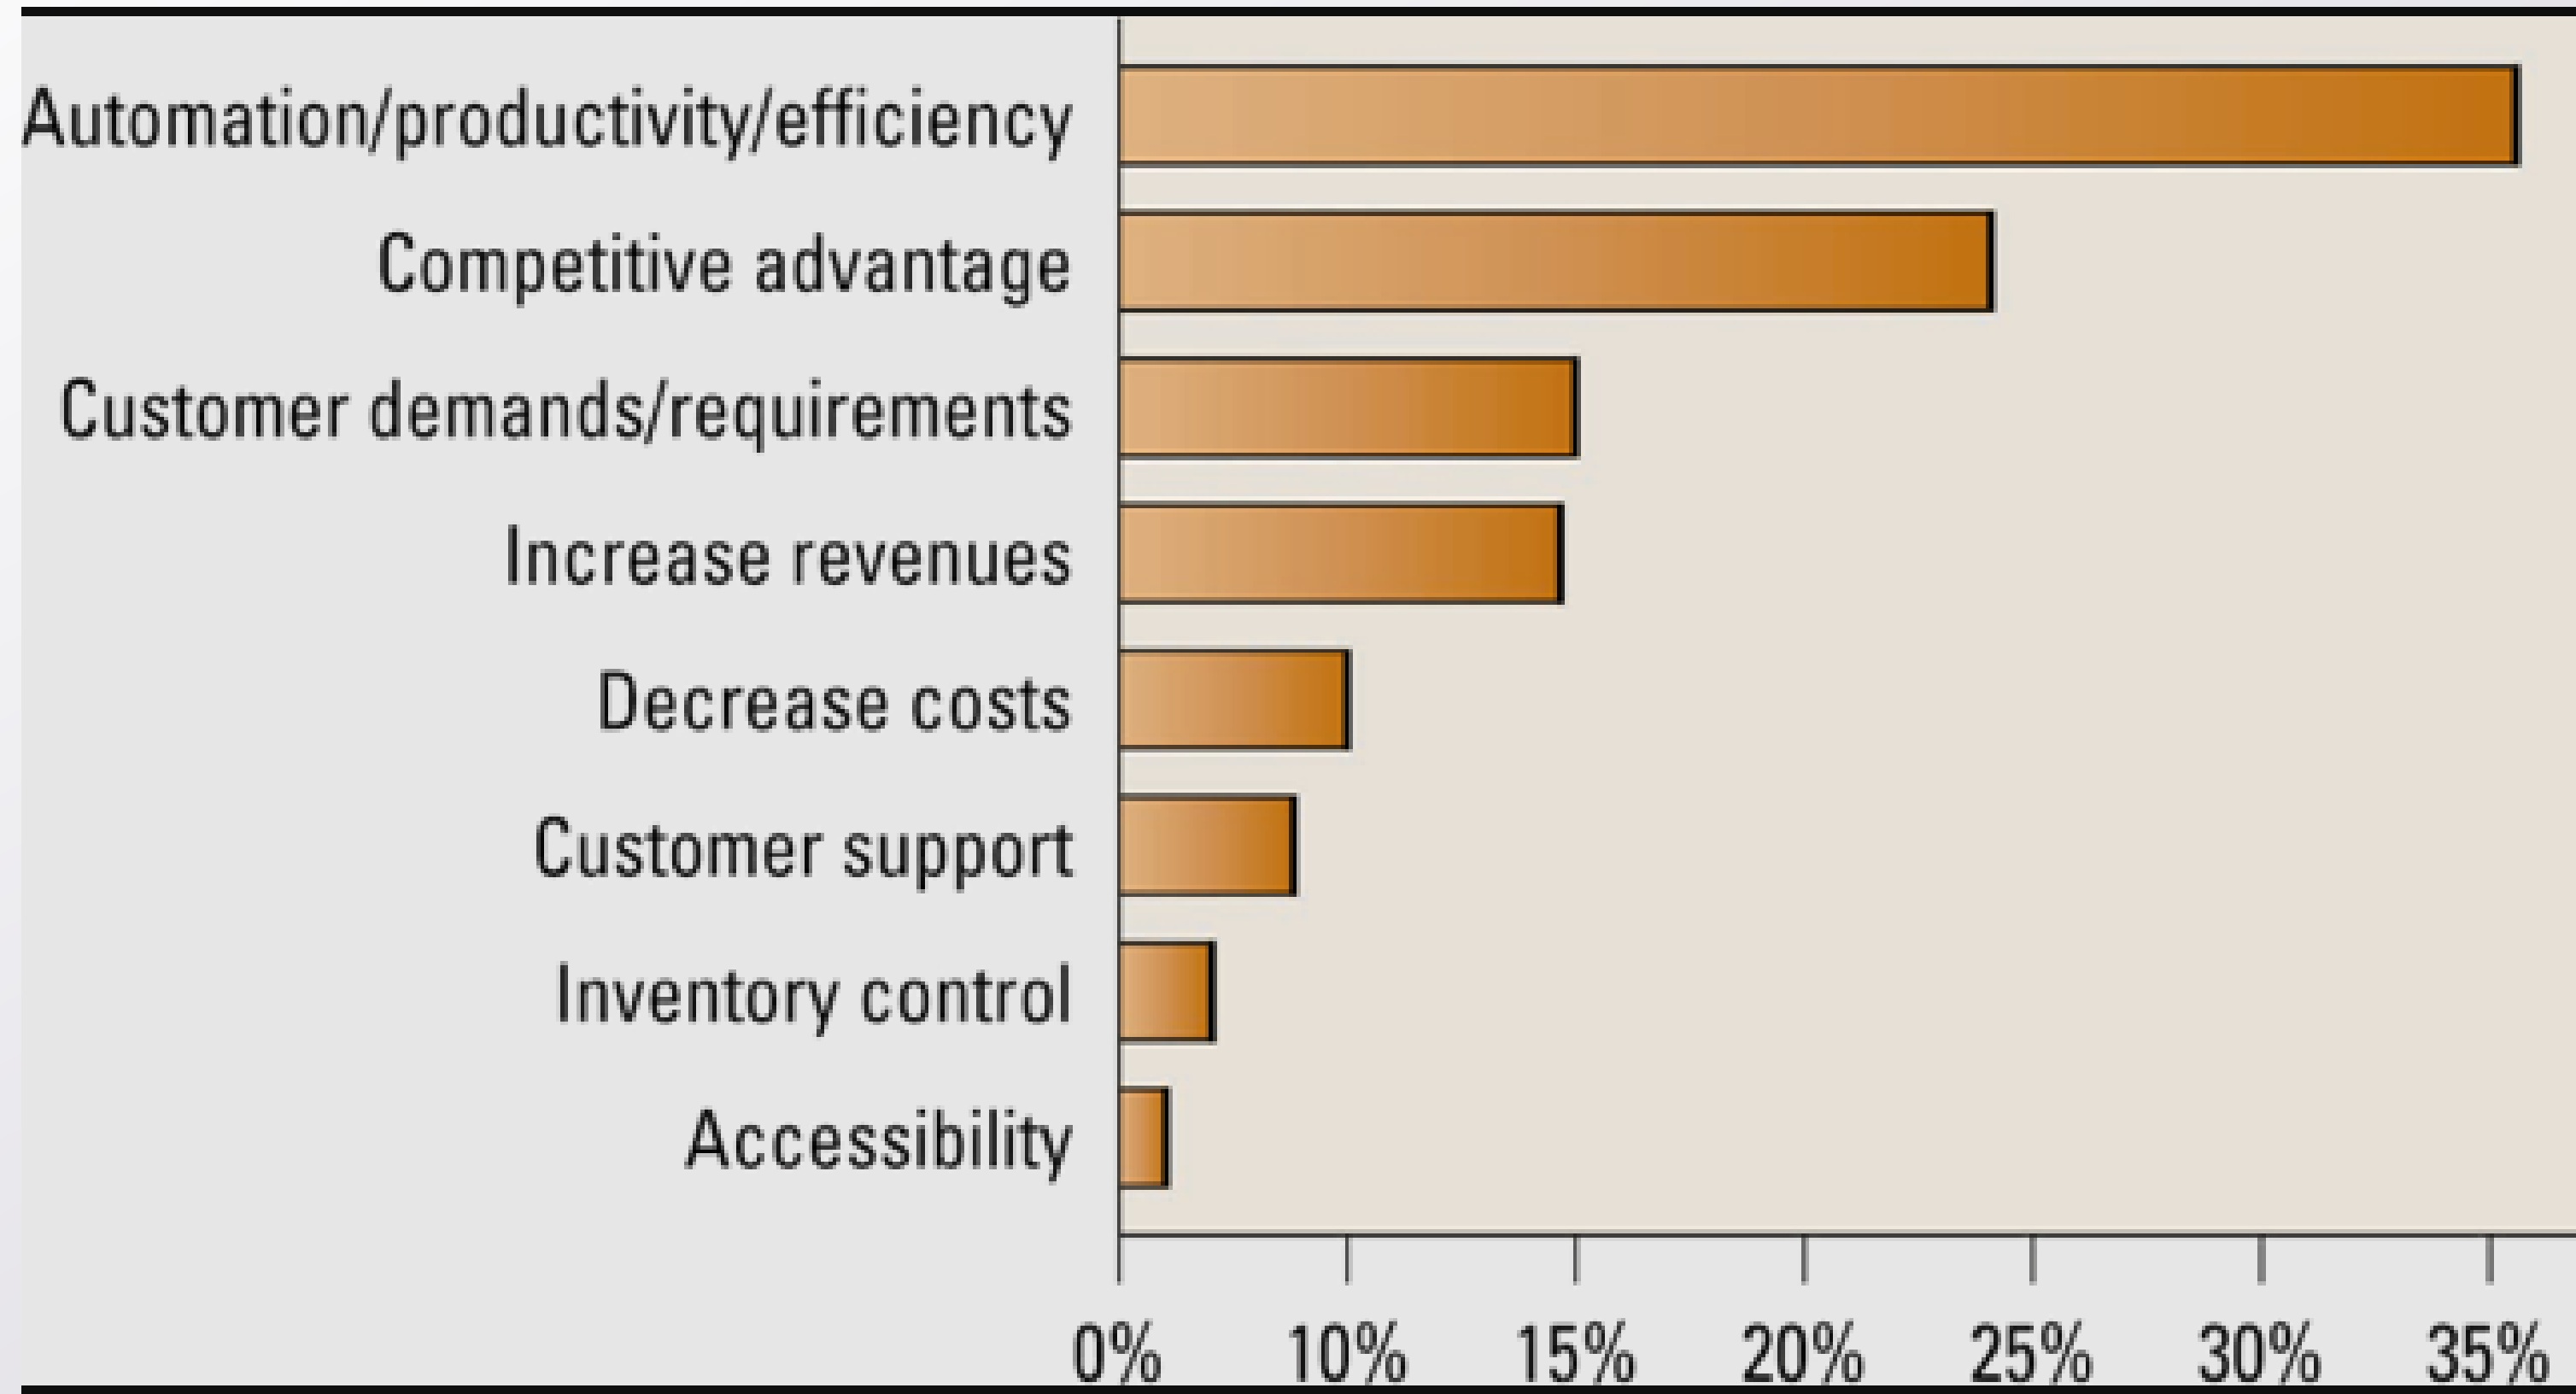 Automation/productivity/efficiency
Competitive advantage
Customer demands/requirements
Increase revenues
Decrease costs
Customer support
Inventory control
Accessibility
0% 10% 15% 20% 25% 30% 35%